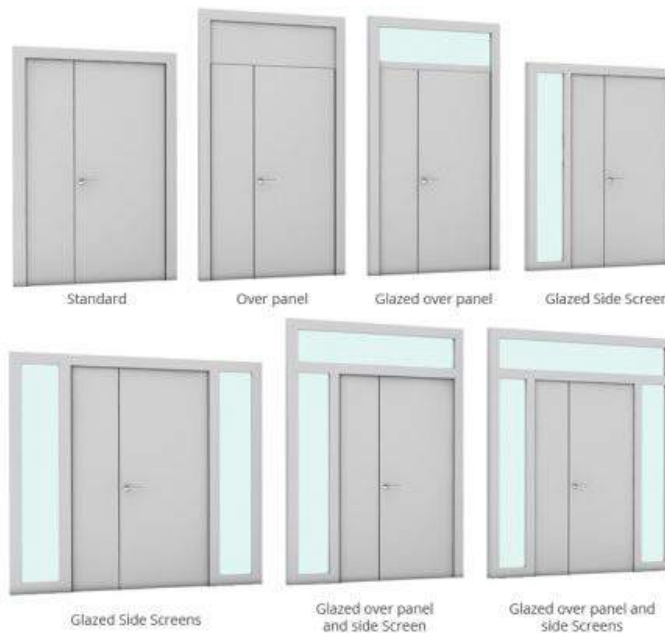 Standard
Over panel
Glazed over panel
Glazed Side Screen
Glazed Side Screens
Glazed over panel
and side Screen
Glazed over panel and
side Screens